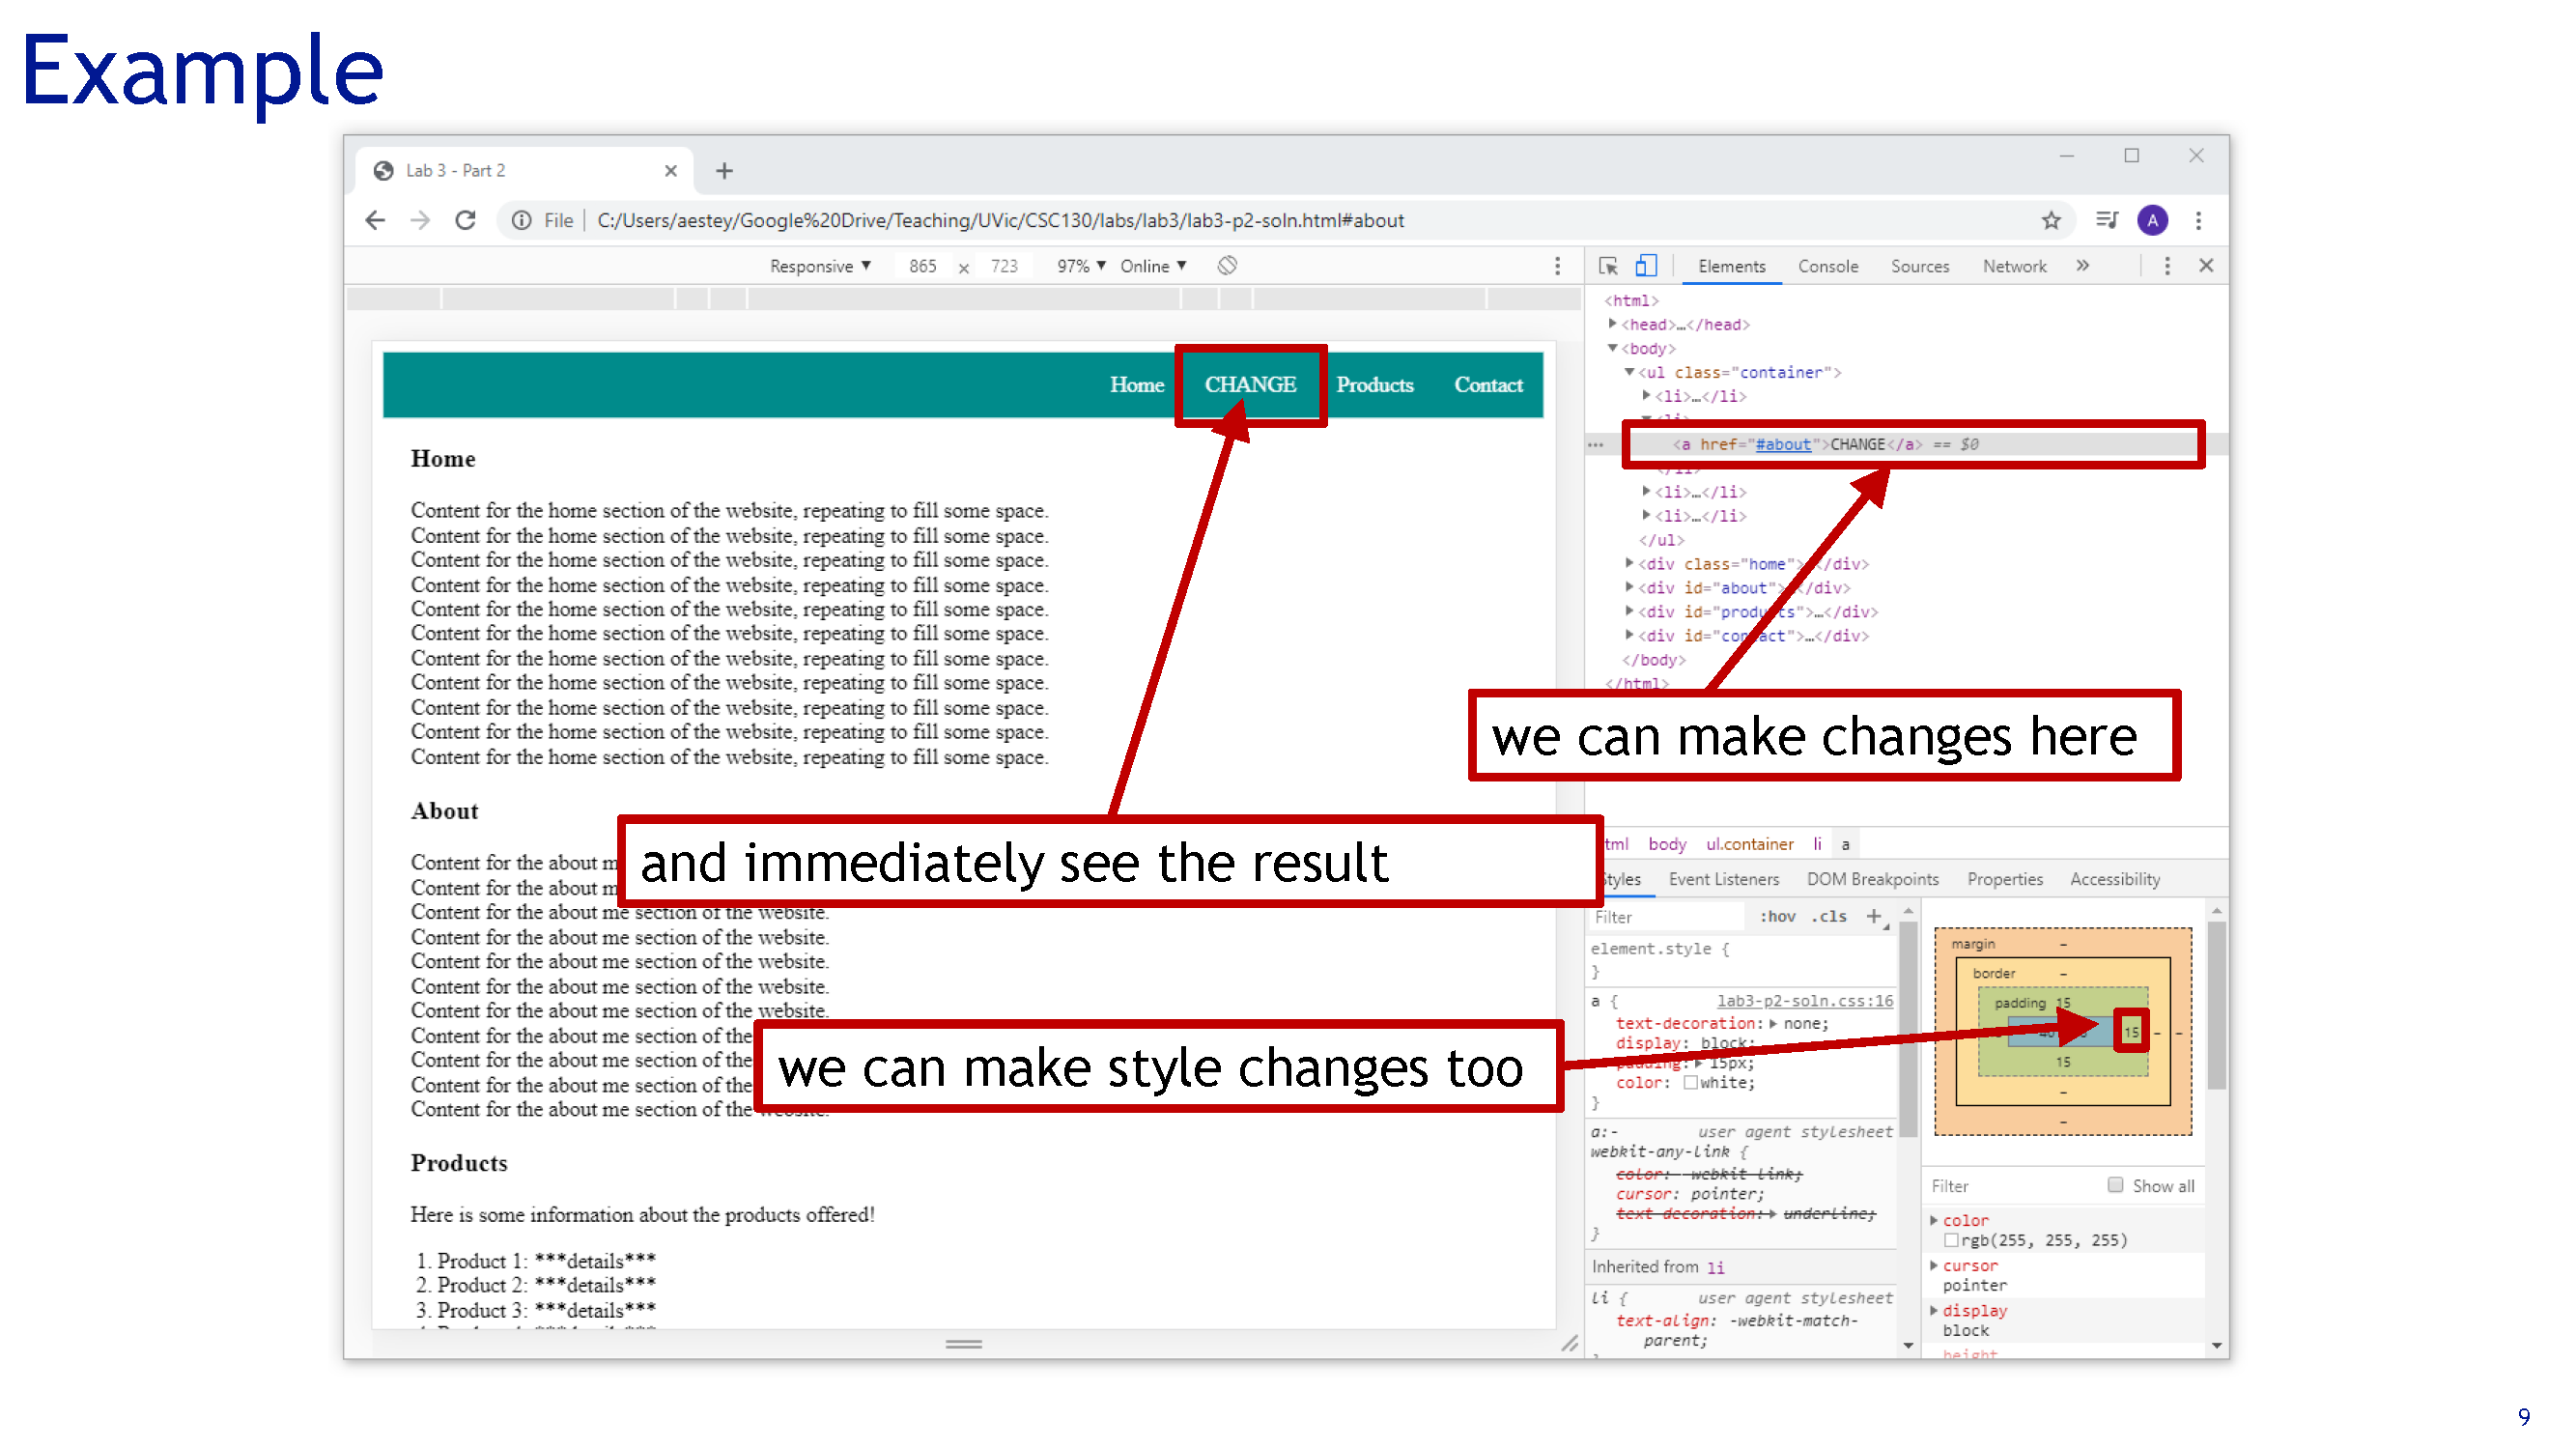 Example
Lab 3 - Part 2
File | C:/Users/aestey/Google%20Drive/Teaching/UVic/CSC130/labs/lab3/lab3-p2-soln.html#about
A
Responsive ▼ 865 x 723 97% ▼ Online ▼
Elements Console Sources Network »
Home CHANGE Products Contact
Home
Content for the home section of the website, repeating to fill some space.
Content for the home section of the website, repeating to fill some space.
Content for the home section of the website, repeating to fill some space.
Content for the home section of the website, repeating to fill some space.
Content for the home section of the website, repeating to fill some space.
Content for the home section of the website, repeating to fill some space.
Content for the home section of the website, repeating to fill some space.
Content for the home section of the website, repeating to fill some space.
Content for the home section of the website, repeating to fill some space.
Content for the home section of the website, repeating to fill some space.
Content for the home section of the website, repeating to fill some space.
About
Content for the about
Content for the about
Content for the about me section of the website.
Content for the about me section of the website.
Content for the about me section of the website.
Content for the about me section of the website.
Content for the about me section of the website.
Content for the about me section of the
Content for the about me section of the
Content for the about me section of the
Content for the about me section of the website.
Products
Here is some information about the products offered!
1. Product 1: ***details***
2. Product 2: ***details***
3. Product 3: ***details***
<html>
<head>…</head>
<body>
<ul class="container">
<li>…</li>
<li>
<a href="#about">CHANGE</a> == $0
</li>
<li>…</li>
<li>…</li>
</ul>
<div class="home">…</div>
<div id="about">…</div>
<div id="products">…</div>
<div id="contact">…</div>
</body>
</html>
we can make changes here
and immediately see the result
we can make style changes too
body ul.container li a
Styles Event Listeners DOM Breakpoints Properties Accessibility
Filter :hov .cls +
element.style {
}
a { lab3-p2-soln.css:16
text-decoration: none;
display: block;
padding: 15px;
color: white;
}
a:- user agent stylesheet
webkit-any-link {
color: -webkit-link;
cursor: pointer;
text-decoration: underline;
}
Inherited from li
li { user agent stylesheet
text-align: -webkit-match-
parent;
margin -
border -
padding 15
15 - -
15
-
-
Filter Show all
color
rgb(255, 255, 255)
cursor
pointer
display
block
height
9